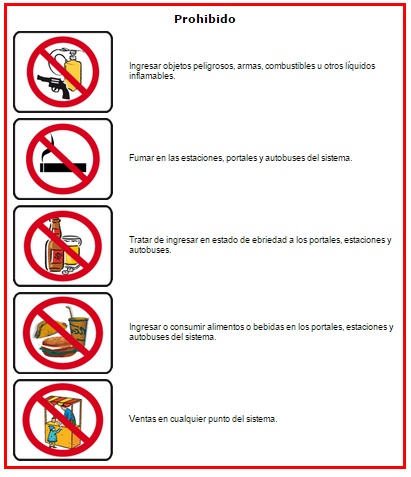 Prohibido
Ingresar objetos peligrosos, armas, combustibles u otros líquidos
inflamables.
Fumar en las estaciones, portales y autobuses del sistema.
Tratar de ingresar en estado de ebriedad a los portales, estaciones y
autobuses.
Ingresar o consumir alimentos o bebidas en los portales, estaciones y
autobuses del sistema.
Ventas en cualquier punto del sistema.